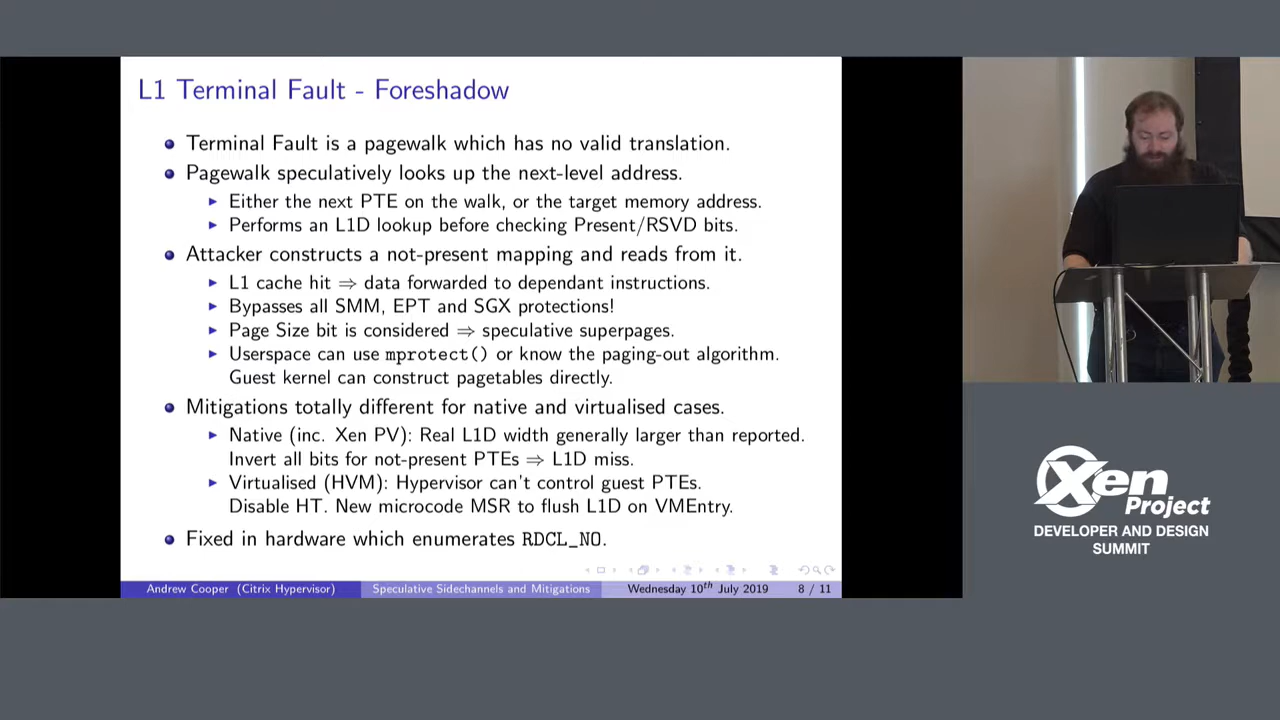 L1 Terminal Fault - Foreshadow
Terminal Fault is a pagewalk which has no valid translation.
Pagewalk speculatively looks up the next-level address.
Either the next PTE on the walk, or the target memory address.
Performs an L1D lookup before checking Present/RSVD bits.
Attacker constructs a not-present mapping and reads from it.
L1 cache hit ⇒ data forwarded to dependant instructions.
Bypasses all SMM, EPT and SGX protections!
Page Size bit is considered ⇒ speculative superpages.
Userspace can use mprotect() or know the paging-out algorithm.
Guest kernel can construct pagetables directly.
Mitigations totally different for native and virtualised cases.
Native (inc. Xen PV): Real L1D width generally larger than reported.
Invert all bits for not-present PTEs ⇒ L1D miss.
Virtualised (HVM): Hypervisor can't control guest PTEs.
Disable HT. New microcode MSR to flush L1D on VMEntry.
Fixed in hardware which enumerates RDCL_NO.
Andrew Cooper (Citrix Hypervisor) Speculative Sidechannels and Mitigations Wednesday 10th July 2019 8 / 11
Xen
Project
DEVELOPER AND DESIGN
SUMMIT